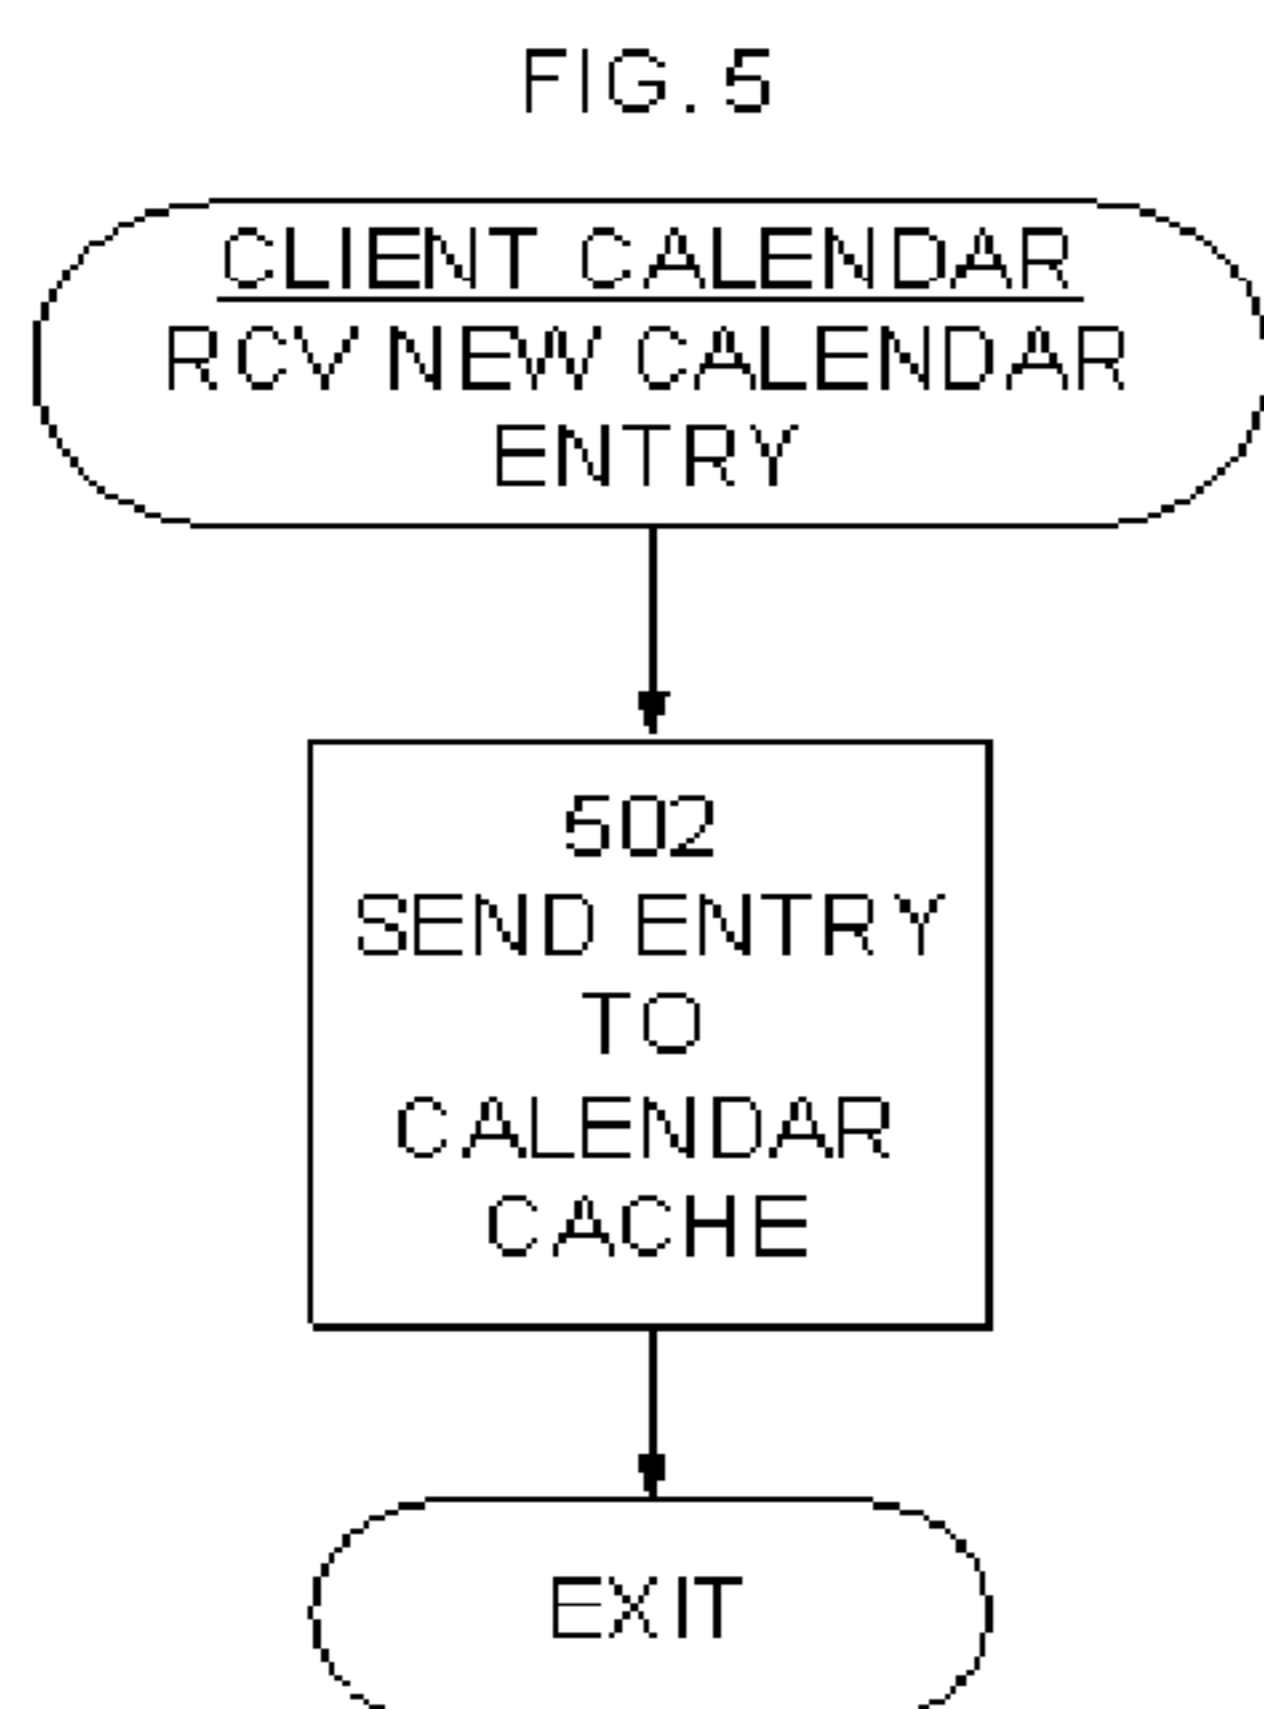 FIG. 5
CLIENT CALENDAR
RCV NEW CALENDAR
ENTRY
502
SEND ENTRY
TO
CALENDAR
CACHE
EXIT